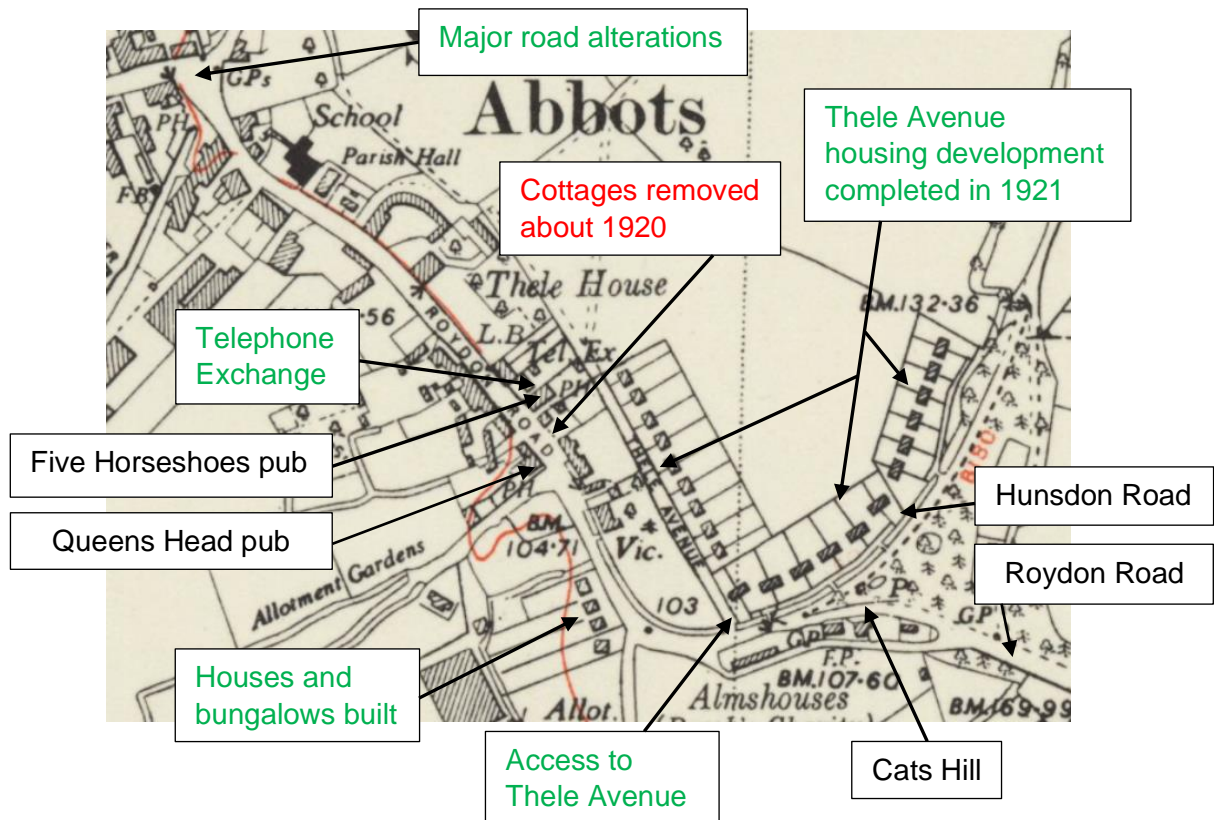 Major road alterations
G.Ps
PH
School
Abbots
Parish Hall
F.B.
Thele Avenue
housing development
completed in 1921
Cottages removed
about 1920
Thele House
BM.132·36
·56
L.B.
Tel. Ex.
PH
ROYDON
ROAD
Telephone
Exchange
Five Horseshoes pub
Queens Head pub
PH
THELE
AVENUE
B180
Hunsdon Road
Roydon Road
B.M.
104·71
Vic.
Allotment Gardens
103
P
GP
GP
F.P.
BM.107·60
Almshouses
BM.169·99
Houses and
bungalows built
Allot.
Access to
Thele Avenue
Cats Hill